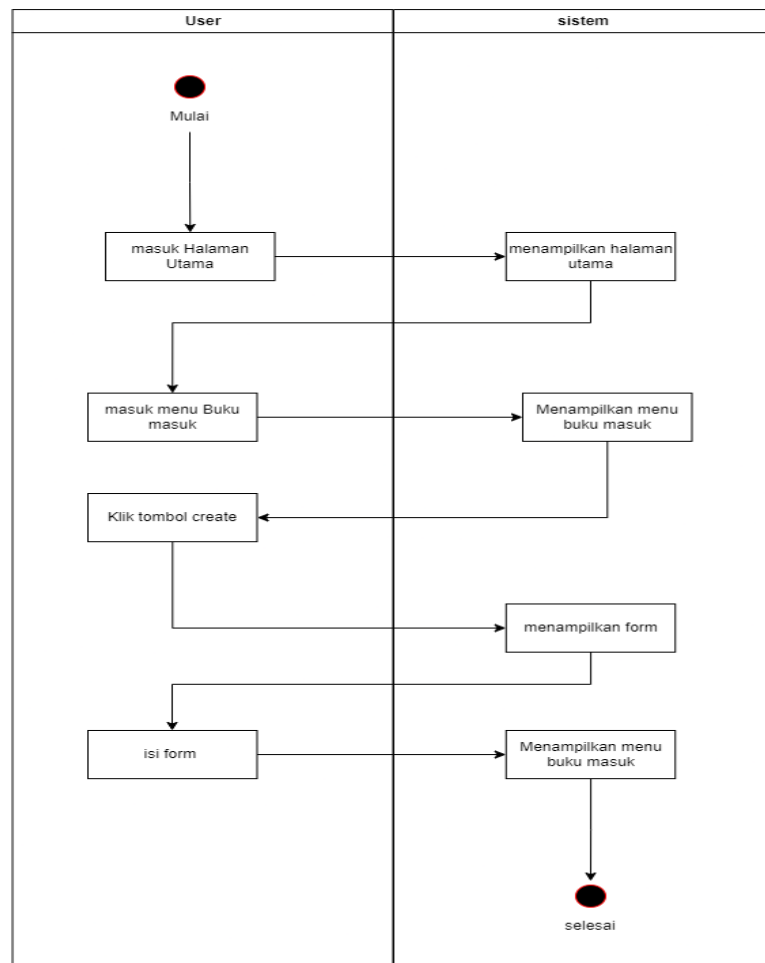 User
sistem
Mulai
masuk Halaman
Utama
menampilkan halaman
utama
masuk menu Buku
masuk
Menampilkan menu
buku masuk
Klik tombol create
menampilkan form
isi form
Menampilkan menu
buku masuk
selesai